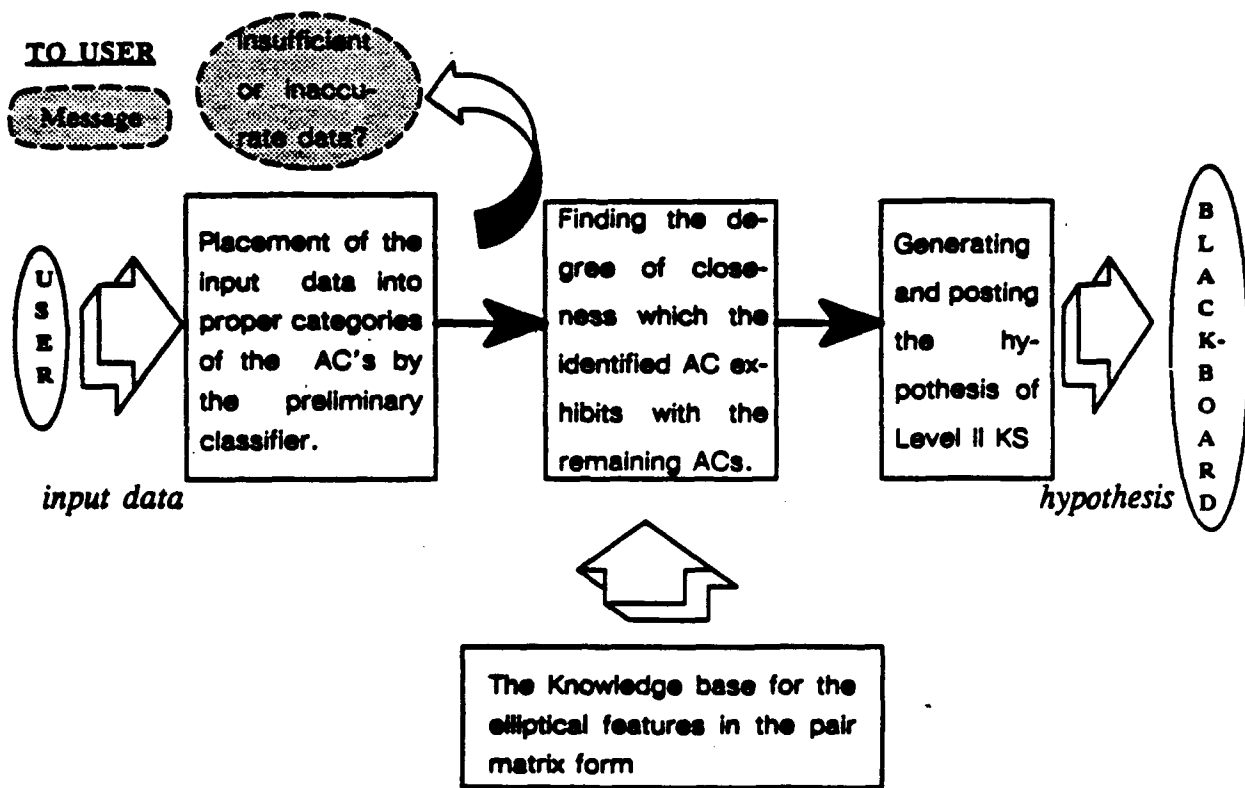 TO USER
Message
Insufficient
or inaccu-
rate data?
USER
input data
Placement of the
input data into
proper categories
of the AC's by
the preliminary
classifier.
Finding the de-
gree of close-
ness which the
identified AC ex-
hibits with the
remaining ACs.
Generating
and posting
the hy-
pothesis of
Level II KS
hypothesis
BLACK-BOARD
The Knowledge base for the
elliptical features in the pair
matrix form